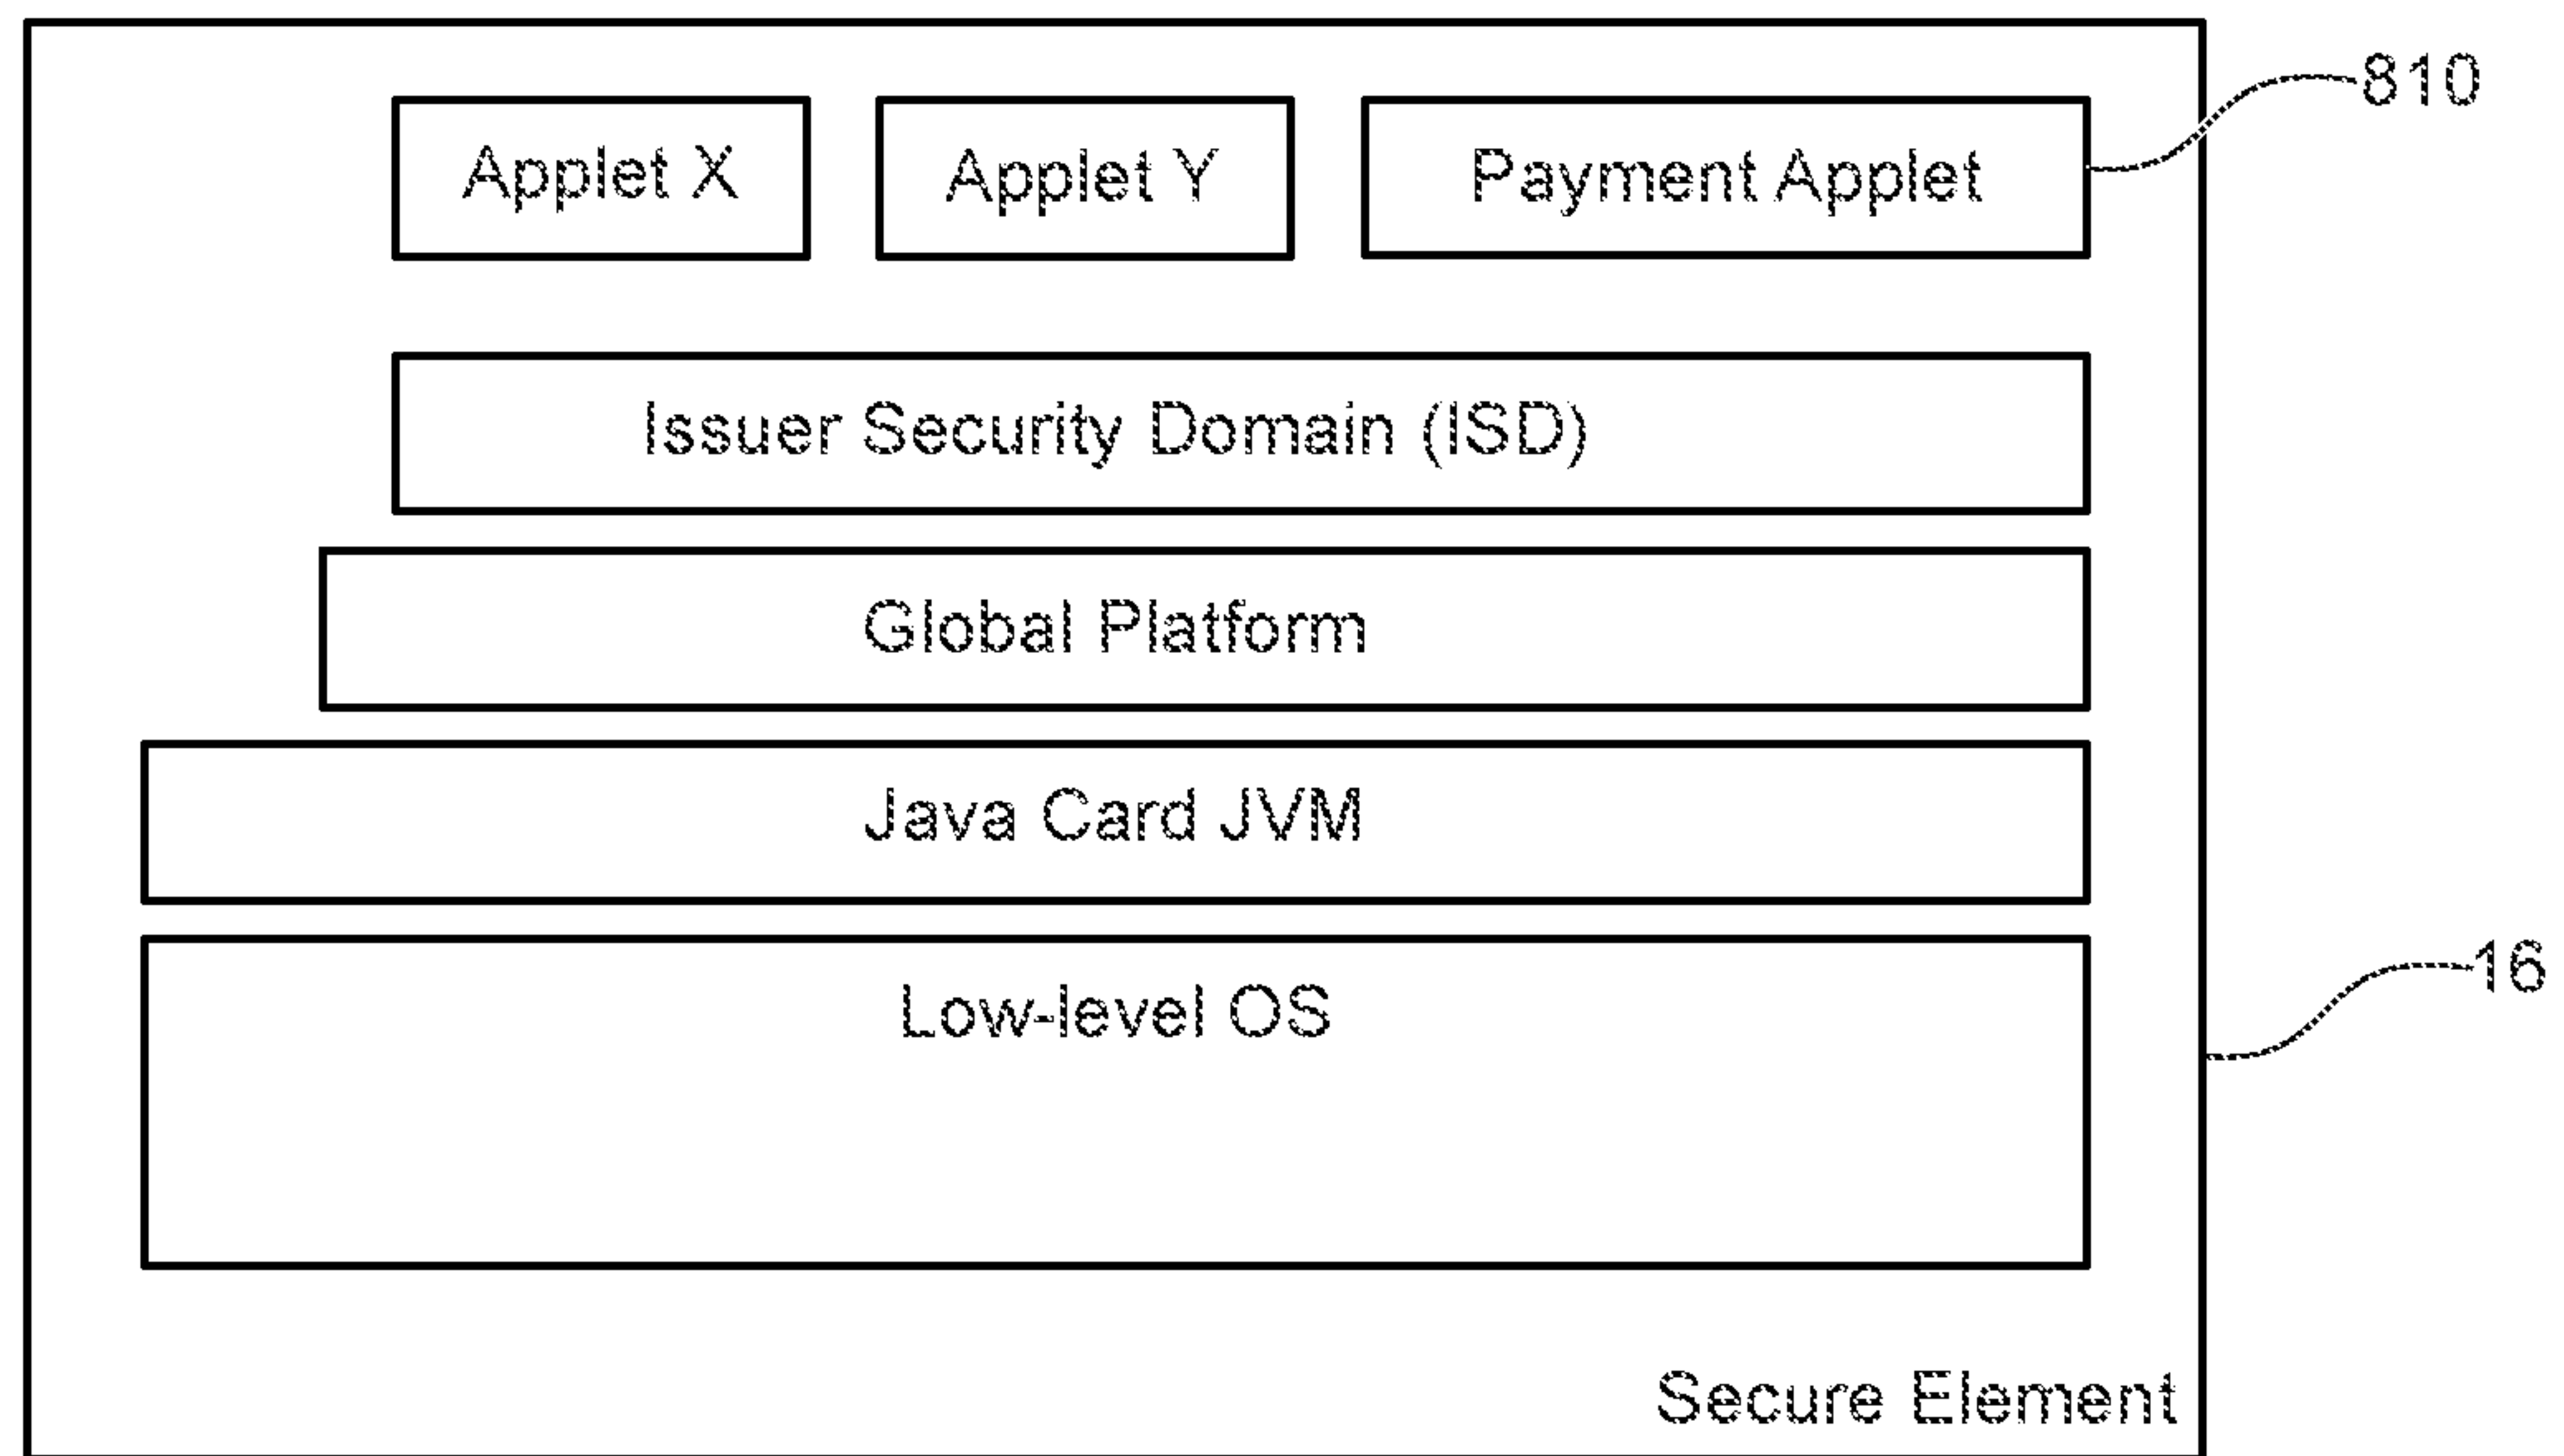 810
Applet X
Applet Y
Payment Applet
Issuer Security Domain (ISD)
Global Platform
Java Card JVM
Low-level OS
16
Secure Element